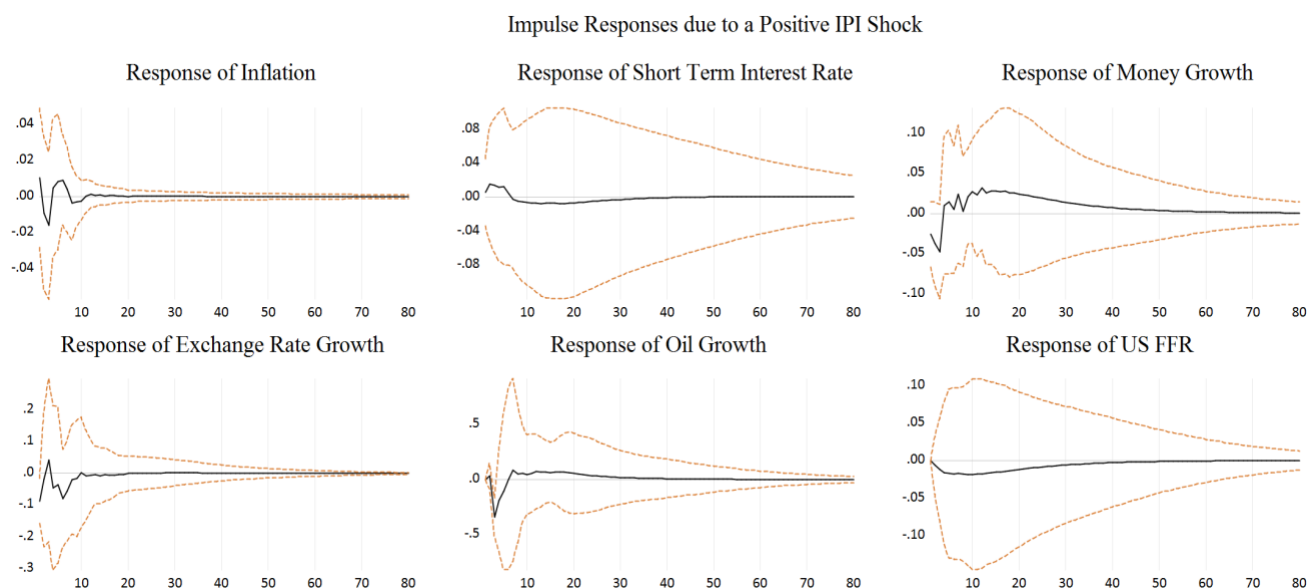 Impulse Responses due to a Positive IPI Shock
Response of Inflation
.04
.02
.00
-.02
-.04
10 20 30 40 50 60 70 80
Response of Short Term Interest Rate
.08
.04
.00
-.04
-.08
10 20 30 40 50 60 70 80
Response of Money Growth
.10
.05
.00
-.05
-.10
10 20 30 40 50 60 70 80
Response of Exchange Rate Growth
.2
.1
.0
-.1
-.2
-.3
10 20 30 40 50 60 70 80
Response of Oil Growth
.5
.0
-.5
10 20 30 40 50 60 70 80
Response of US FFR
.10
.05
.00
-.05
-.10
10 20 30 40 50 60 70 80